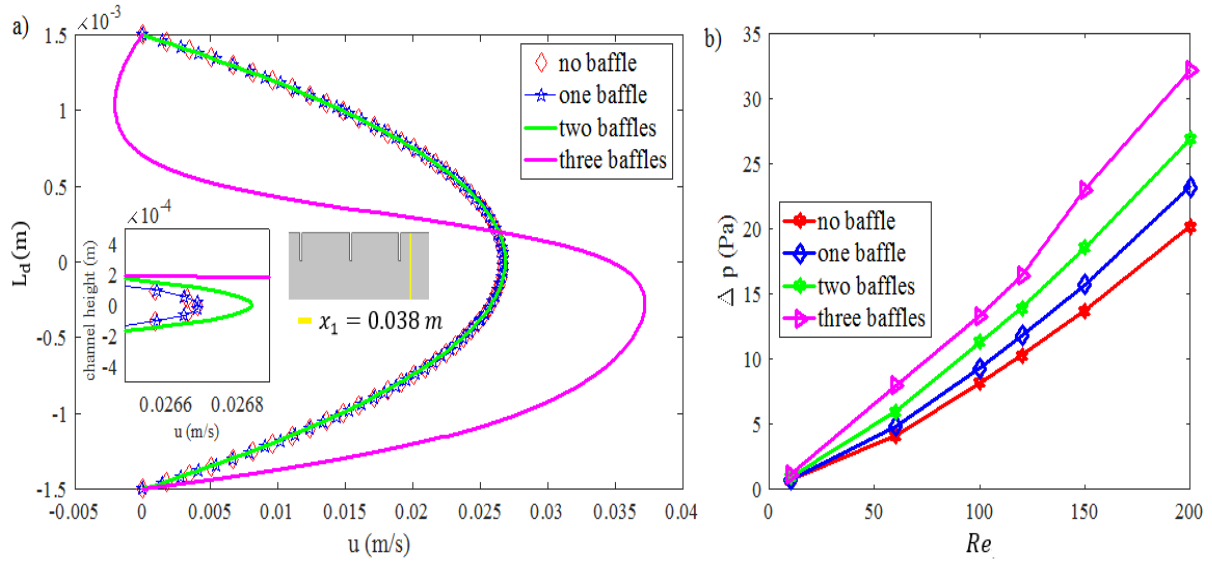 a)
×10⁻³
1.5
1
0.5
0
-0.5
-1
-1.5
L_d (m)
-0.005 0 0.005 0.01 0.015 0.02 0.025 0.03 0.035 0.04
u (m/s)
no baffle
one baffle
two baffles
three baffles
×10⁻⁴
4
2
0
-2
-4
channel height (m)
0.0266 0.0268
u (m/s)
x₁ = 0.038 m
b)
35
30
25
20
15
10
5
0
Δ p (Pa)
0 50 100 150 200
Re
no baffle
one baffle
two baffles
three baffles